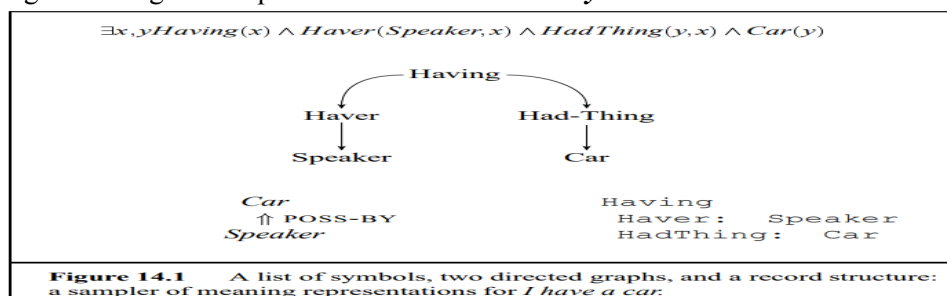 ∃x, yHaving(x) ∧ Haver(Speaker, x) ∧ HadThing(y, x) ∧ Car(y)
Having
Haver Had-Thing
Speaker Car
Car
⇑ POSS-BY
Speaker
Having
Haver: Speaker
HadThing: Car
Figure 14.1 A list of symbols, two directed graphs, and a record structure:
a sampler of meaning representations for I have a car.